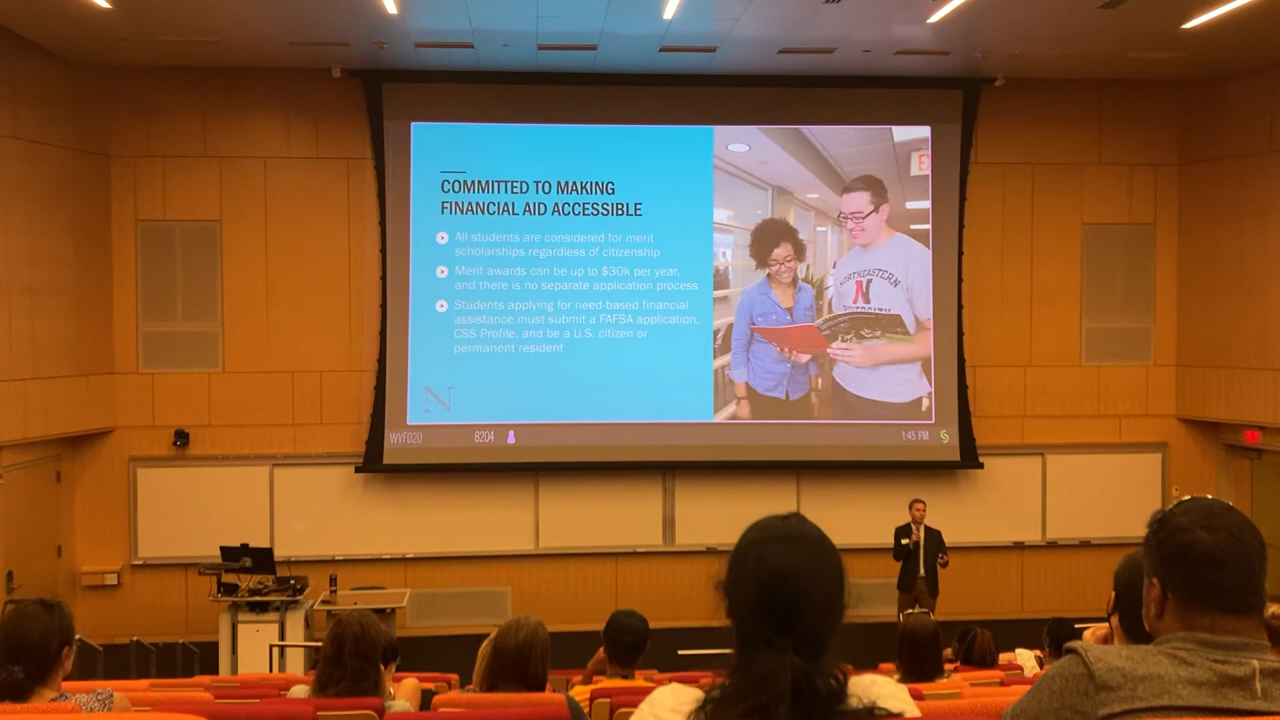 COMMITTED TO MAKING
FINANCIAL AID ACCESSIBLE
All students are considered for merit
scholarships regardless of citizenship
Merit awards can be up to $30k per year,
and there is no separate application process
Students applying for need-based financial
assistance must submit a FAFSA application,
CSS Profile, and be a U.S. citizen or
permanent resident
N
NORTHEASTERN
N
UNIVERSITY
WVF020
B204
1:45 PM